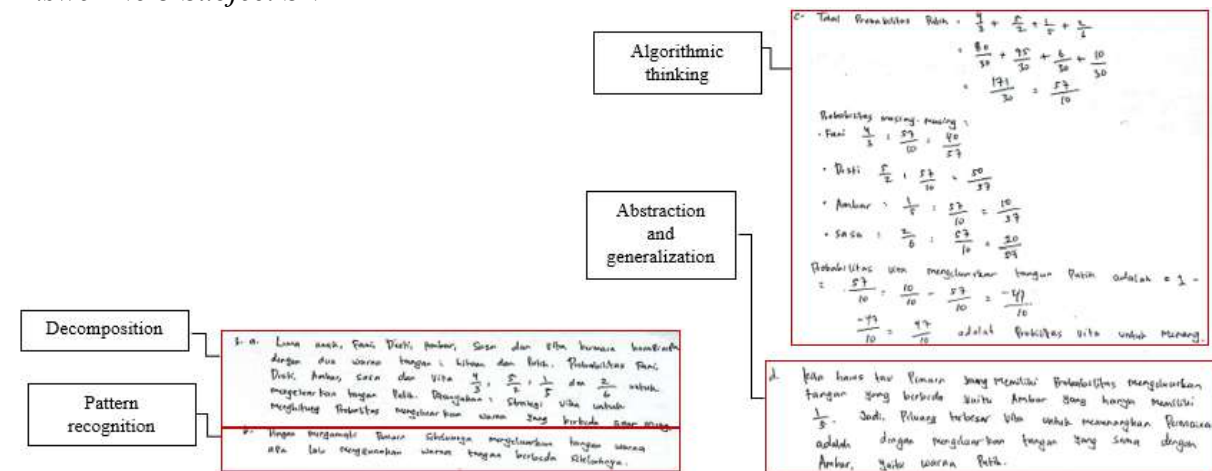 Algorithmic
thinking
c. Total Probabilitas Putih = 4/3 + 5/2 + 1/5 + 2/6
= 80/30 + 95/30 + 6/30 + 10/30
= 171/30 = 57/10
Probabilitas masing-masing :
· Fani 4/3 : 57/10 = 40/57
· Disti 5/2 : 57/10 = 50/57
· Ambar : 1/5 : 57/10 = 10/57
· Sasa : 2/6 : 57/10 = 20/57
Probabilitas vita mengeluarkan tangan Putih adalah = 1 -
= 57/10 = 10/10 - 57/10 = -47/10
-47/10 = 47/10 adalah Probilitas vita untuk menang.
Abstraction
and
generalization
Decomposition
3. a. Lima anak, Fani, Disti, Ambar, Sasa dan vita bermain
dengan dua warna tangan : hitam dan Putih. Probabilitas Fani,
Disti, Ambar, sasa dan Vita 4/3, 5/2, 1/5 dan 2/6 untuk
mengeluarkan tangan Putih. Ditanyakan : Strategi vita untuk
menghitung Probabilitas mengeluarkan warna yang berbeda
Pattern
recognition
b. Dengan mengamati Pemain Sebelumnya mengeluarkan tangan warna
apa lalu menggunakan warna tangan berbeda Sebelumnya.
d. kita harus tau Pemain yang memiliki Probabilitas mengeluarkan
tangan yang berbeda yaitu Ambar yang hanya memiliki
1/5. Jadi, Peluang terbesar vita untuk memenangkan Permainan
adalah dengan mengeluarkan tangan yang sama dengan
Ambar, yaitu warna Putih.